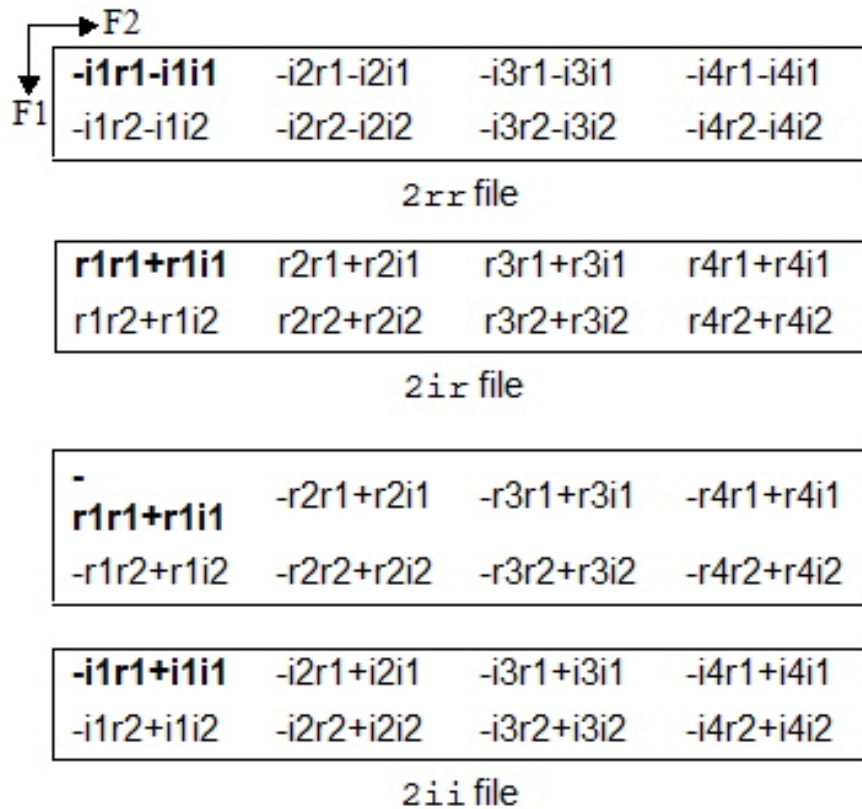 F2
F1
-i1r1-i1i1 -i2r1-i2i1 -i3r1-i3i1 -i4r1-i4i1
-i1r2-i1i2 -i2r2-i2i2 -i3r2-i3i2 -i4r2-i4i2
2rr file
r1r1+r1i1 r2r1+r2i1 r3r1+r3i1 r4r1+r4i1
r1r2+r1i2 r2r2+r2i2 r3r2+r3i2 r4r2+r4i2
2ir file
-
r1r1+r1i1 -r2r1+r2i1 -r3r1+r3i1 -r4r1+r4i1
-r1r2+r1i2 -r2r2+r2i2 -r3r2+r3i2 -r4r2+r4i2
-i1r1+i1i1 -i2r1+i2i1 -i3r1+i3i1 -i4r1+i4i1
-i1r2+i1i2 -i2r2+i2i2 -i3r2+i3i2 -i4r2+i4i2
2ii file